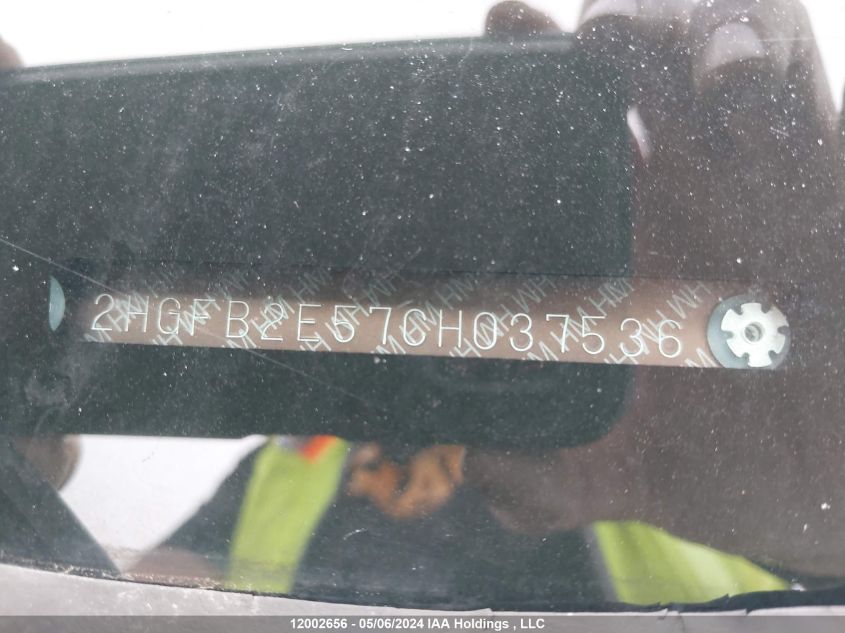 2HGFB2E57CH037536
12002656 - 05/06/2024 IAA Holdings , LLC